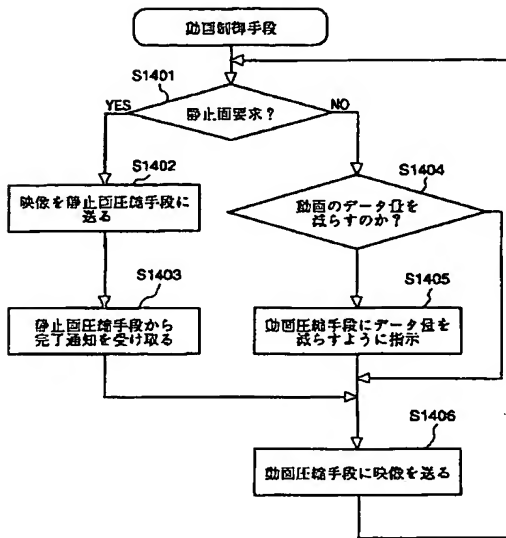 動画制御手段
S1401
YES
静止画要求?
NO
S1402
映像を静止画圧縮手段に
送る
S1404
動画のデータ量を
減らすのか?
S1403
静止画圧縮手段から
完了通知を受け取る
S1405
動画圧縮手段にデータ量を
減らすように指示
S1406
動画圧縮手段に映像を送る